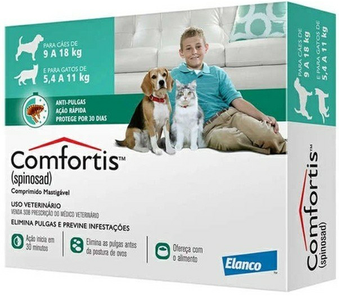 PARA CÃES DE
9 A 18 kg
E PARA GATOS DE
5,4 A 11 kg
ANTI-PULGAS
AÇÃO RÁPIDA
PROTEGE POR 30 DIAS
Comfortis™
(spinosad)
Comprimido Mastigável
USO VETERINÁRIO
VENDA SOB PRESCRIÇÃO DO MÉDICO VETERINÁRIO
ELIMINA PULGAS E PREVINE INFESTAÇÕES
Ação inicia em
30 minutos
Elimina as pulgas antes
da postura de ovos
Ofereça com
o alimento
Elanco
PARA CÃES DE
9 A 18 kg
E PARA GATOS DE
5,4 A 11 kg
Comfortis™
(spinosad)